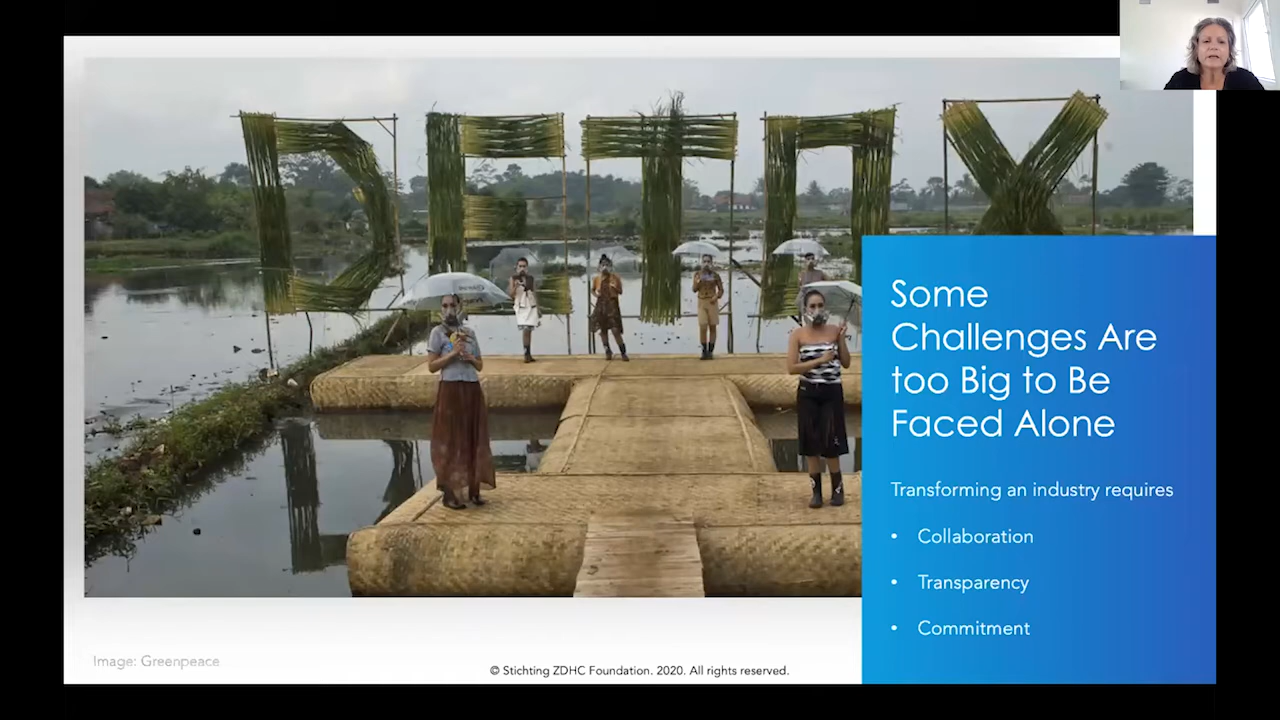 DETOX
Some
Challenges Are
too Big to Be
Faced Alone
Transforming an industry requires
• Collaboration
• Transparency
• Commitment
Image: Greenpeace
© Stichting ZDHC Foundation. 2020. All rights reserved.